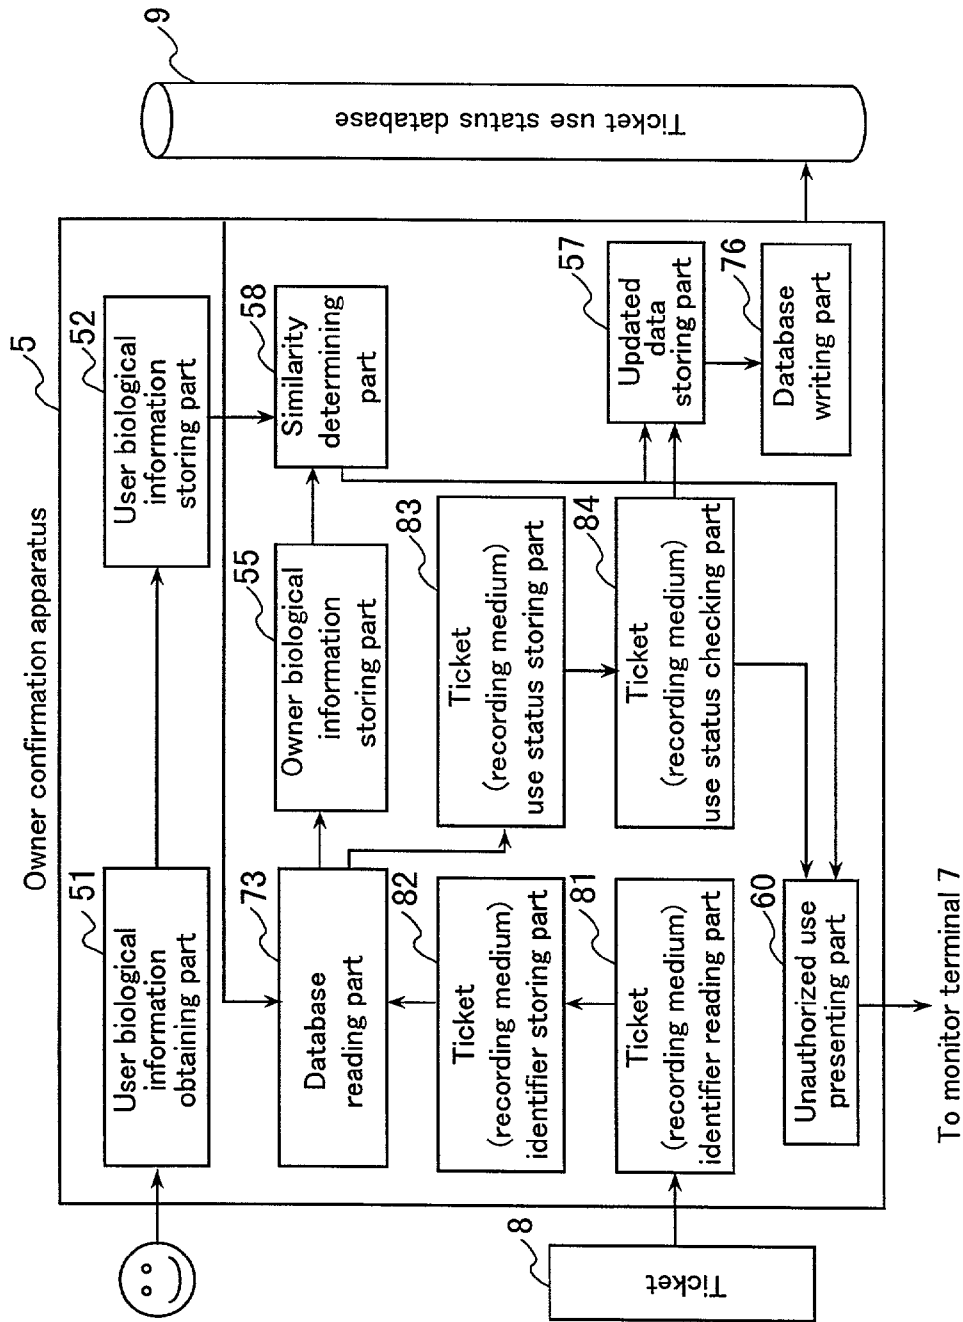 Owner confirmation apparatus
5
51
User biological
information
obtaining part
52
User biological
information
storing part
73
Database
reading part
55
Owner biological
information
storing part
58
Similarity
determining
part
82
Ticket
(recording medium)
identifier storing part
83
Ticket
(recording medium)
use status storing part
81
Ticket
(recording medium)
identifier reading part
84
Ticket
(recording medium)
use status checking part
57
Updated
data
storing part
76
Database
writing part
60
Unauthorized use
presenting part
8
Ticket
9
Ticket use status database
To monitor terminal 7